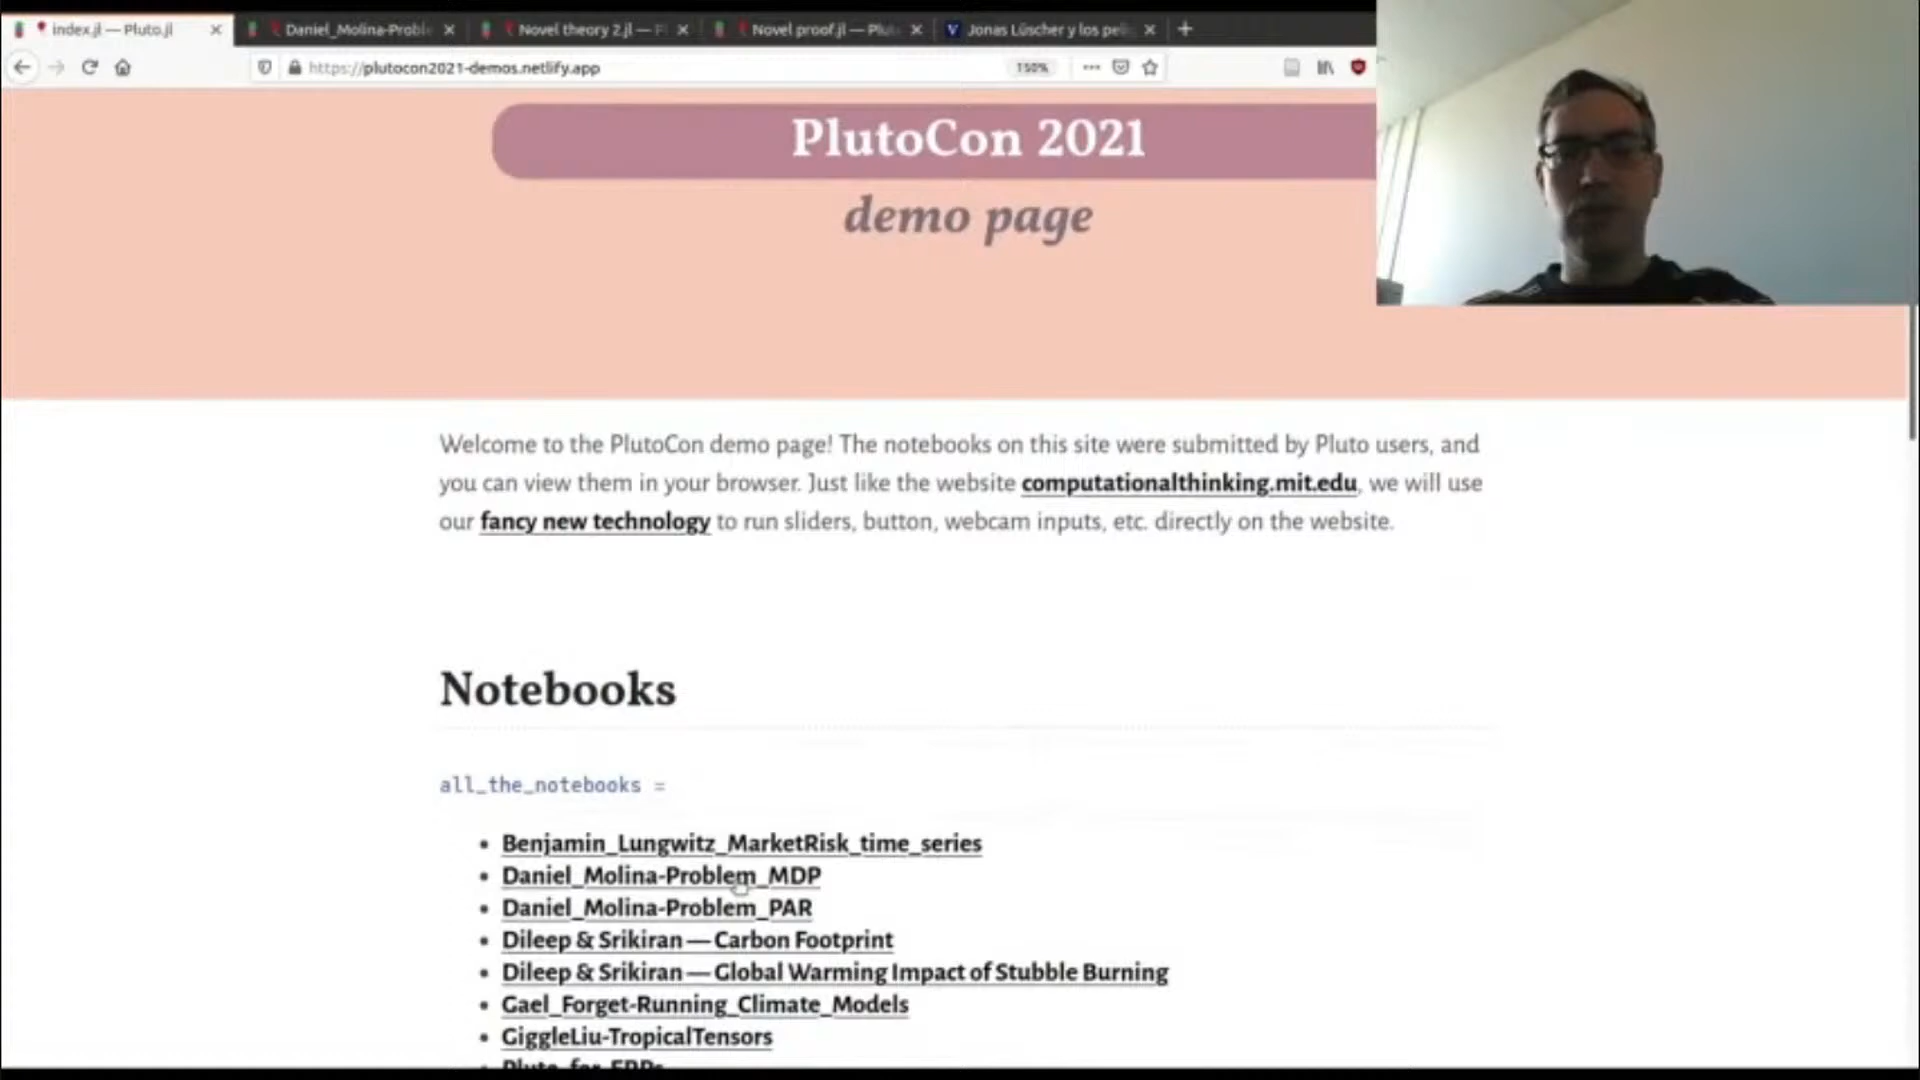 index.jl — Pluto.jl
Daniel_Molina-Proble
Novel theory 2.jl —
Novel proof.jl — Plut
Jonas Lüscher y los pel
https://plutocon2021-demos.netlify.app
150%
PlutoCon 2021
demo page
Welcome to the PlutoCon demo page! The notebooks on this site were submitted by Pluto users, and
you can view them in your browser. Just like the website computationalthinking.mit.edu, we will use
our fancy new technology to run sliders, button, webcam inputs, etc. directly on the website.
Notebooks
all_the_notebooks =
• Benjamin_Lungwitz_MarketRisk_time_series
• Daniel_Molina-Problem_MDP
• Daniel_Molina-Problem_PAR
• Dileep & Srikiran — Carbon Footprint
• Dileep & Srikiran — Global Warming Impact of Stubble Burning
• Gael_Forget-Running_Climate_Models
• GiggleLiu-TropicalTensors